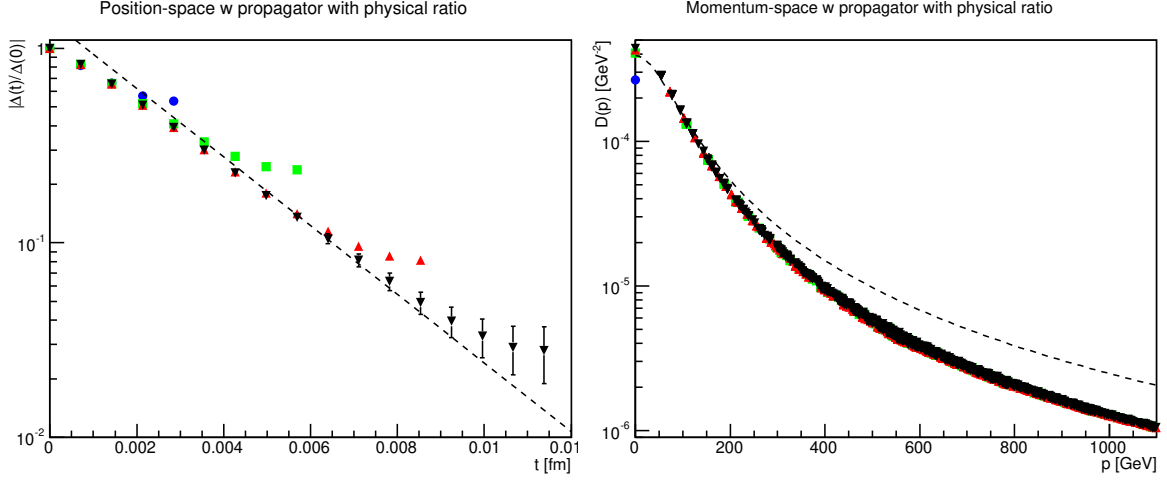 Position-space w propagator with physical ratio
|Δ(t)/Δ(0)|
1
10⁻¹
10⁻²
0 0.002 0.004 0.006 0.008 0.01 0.01
t [fm]
Momentum-space w propagator with physical ratio
D(p) [GeV⁻²]
10⁻⁴
10⁻⁵
10⁻⁶
0 200 400 600 800 1000
p [GeV]